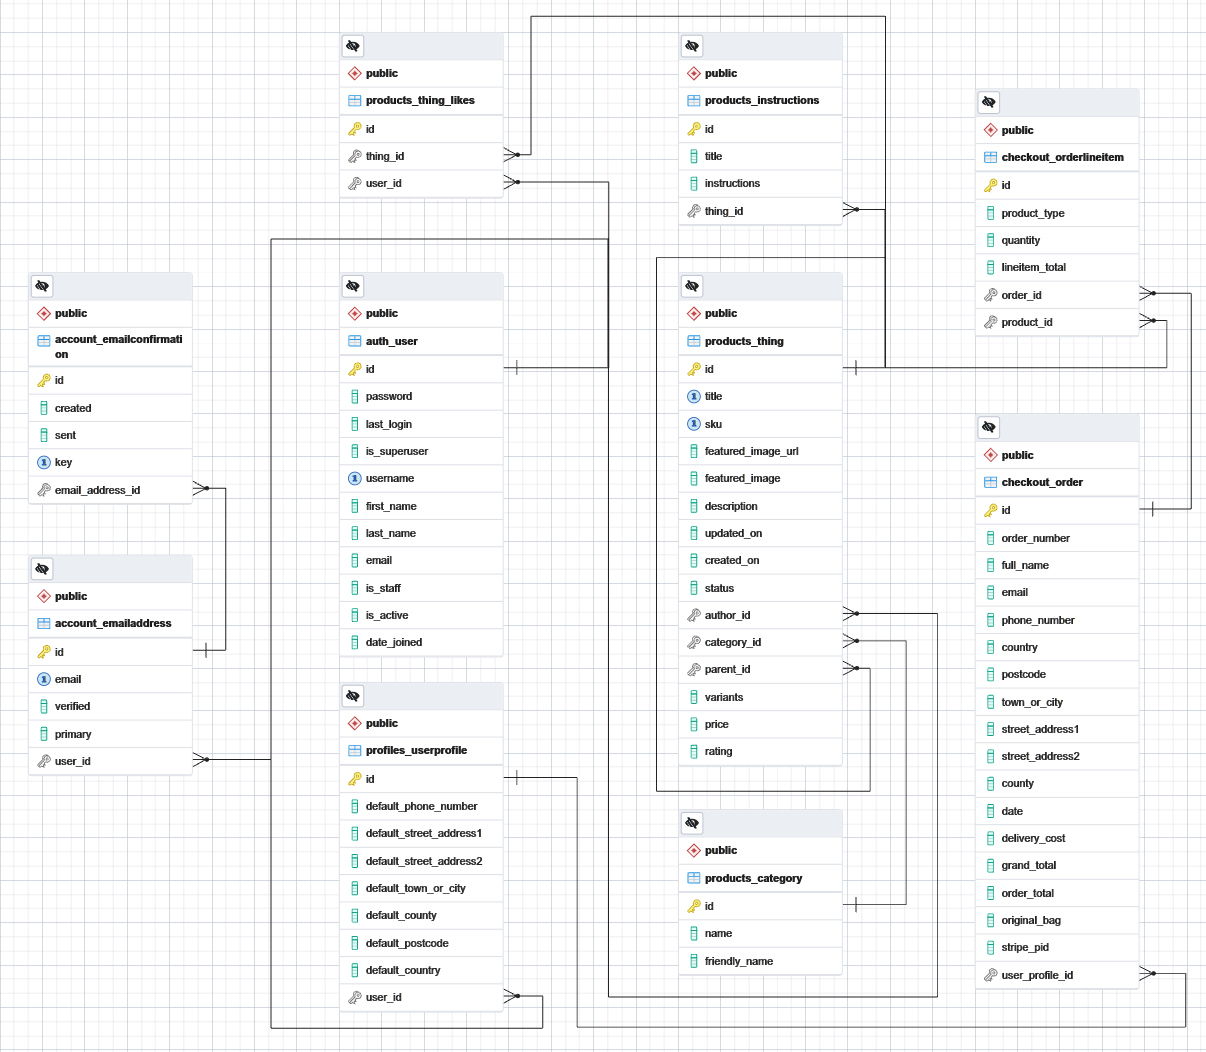 public
products_thing_likes
id
thing_id
user_id
public
products_instructions
id
title
instructions
thing_id
public
checkout_orderlineitem
id
product_type
quantity
lineitem_total
order_id
product_id
public
account_emailconfirmati
on
id
created
sent
key
email_address_id
public
auth_user
id
password
last_login
is_superuser
username
first_name
last_name
email
is_staff
is_active
date_joined
public
products_thing
id
title
sku
featured_image_url
featured_image
description
updated_on
created_on
status
author_id
category_id
parent_id
variants
price
rating
public
checkout_order
id
order_number
full_name
email
phone_number
country
postcode
town_or_city
street_address1
street_address2
county
date
delivery_cost
grand_total
order_total
original_bag
stripe_pid
user_profile_id
public
account_emailaddress
id
email
verified
primary
user_id
public
profiles_userprofile
id
default_phone_number
default_street_address1
default_street_address2
default_town_or_city
default_county
default_postcode
default_country
user_id
public
products_category
id
name
friendly_name